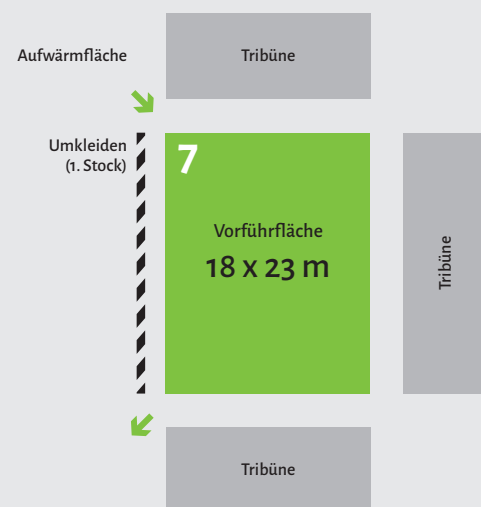 Aufwärmfläche
Tribüne
Umkleiden
(1. Stock)
7
Vorführfläche
18 x 23 m
Tribüne
Tribüne